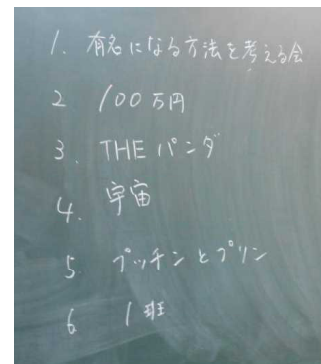 1. 有名になる方法を考える会
2 100万円
3. THE パンダ
4. 宇宙
5 プッチンとプリン
6 1班